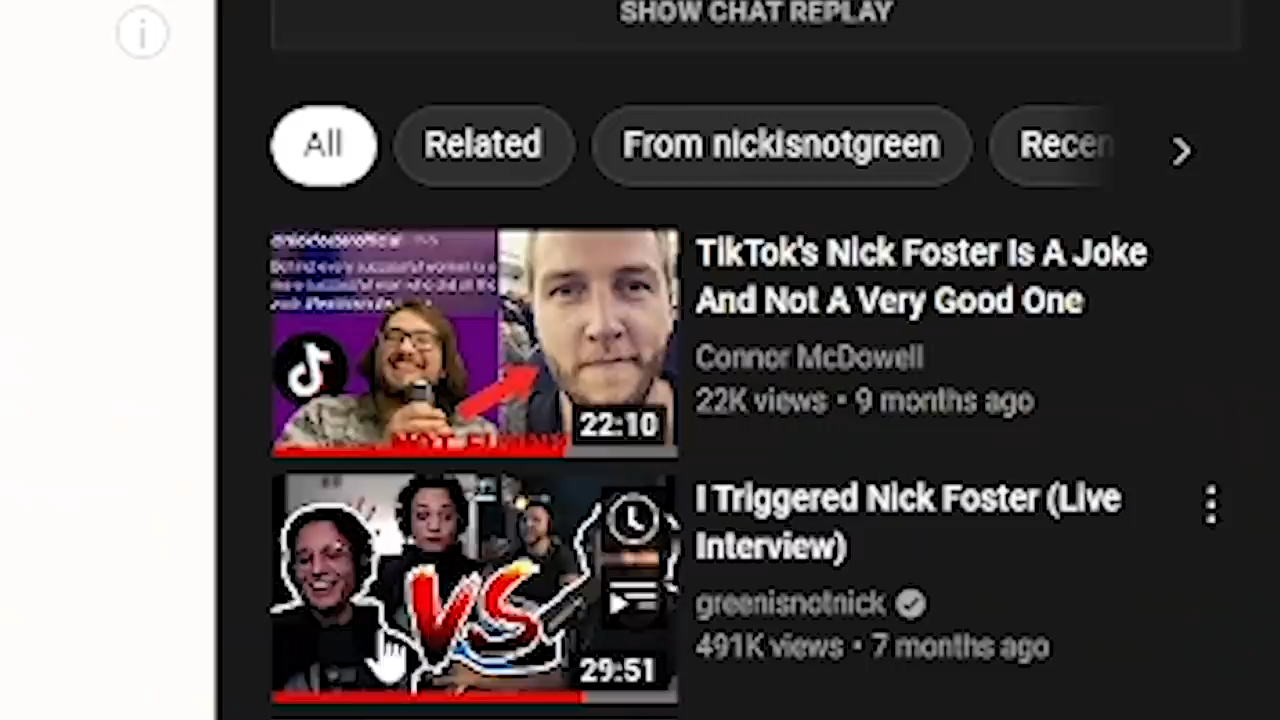 SHOW CHAT REPLAY
All
Related
From nickisnotgreen
Recen
TikTok's Nick Foster Is A Joke
And Not A Very Good One
Connor McDowell
22K views • 9 months ago
22:10
I Triggered Nick Foster (Live
Interview)
greenisnotnick
491K views • 7 months ago
VS
29:51